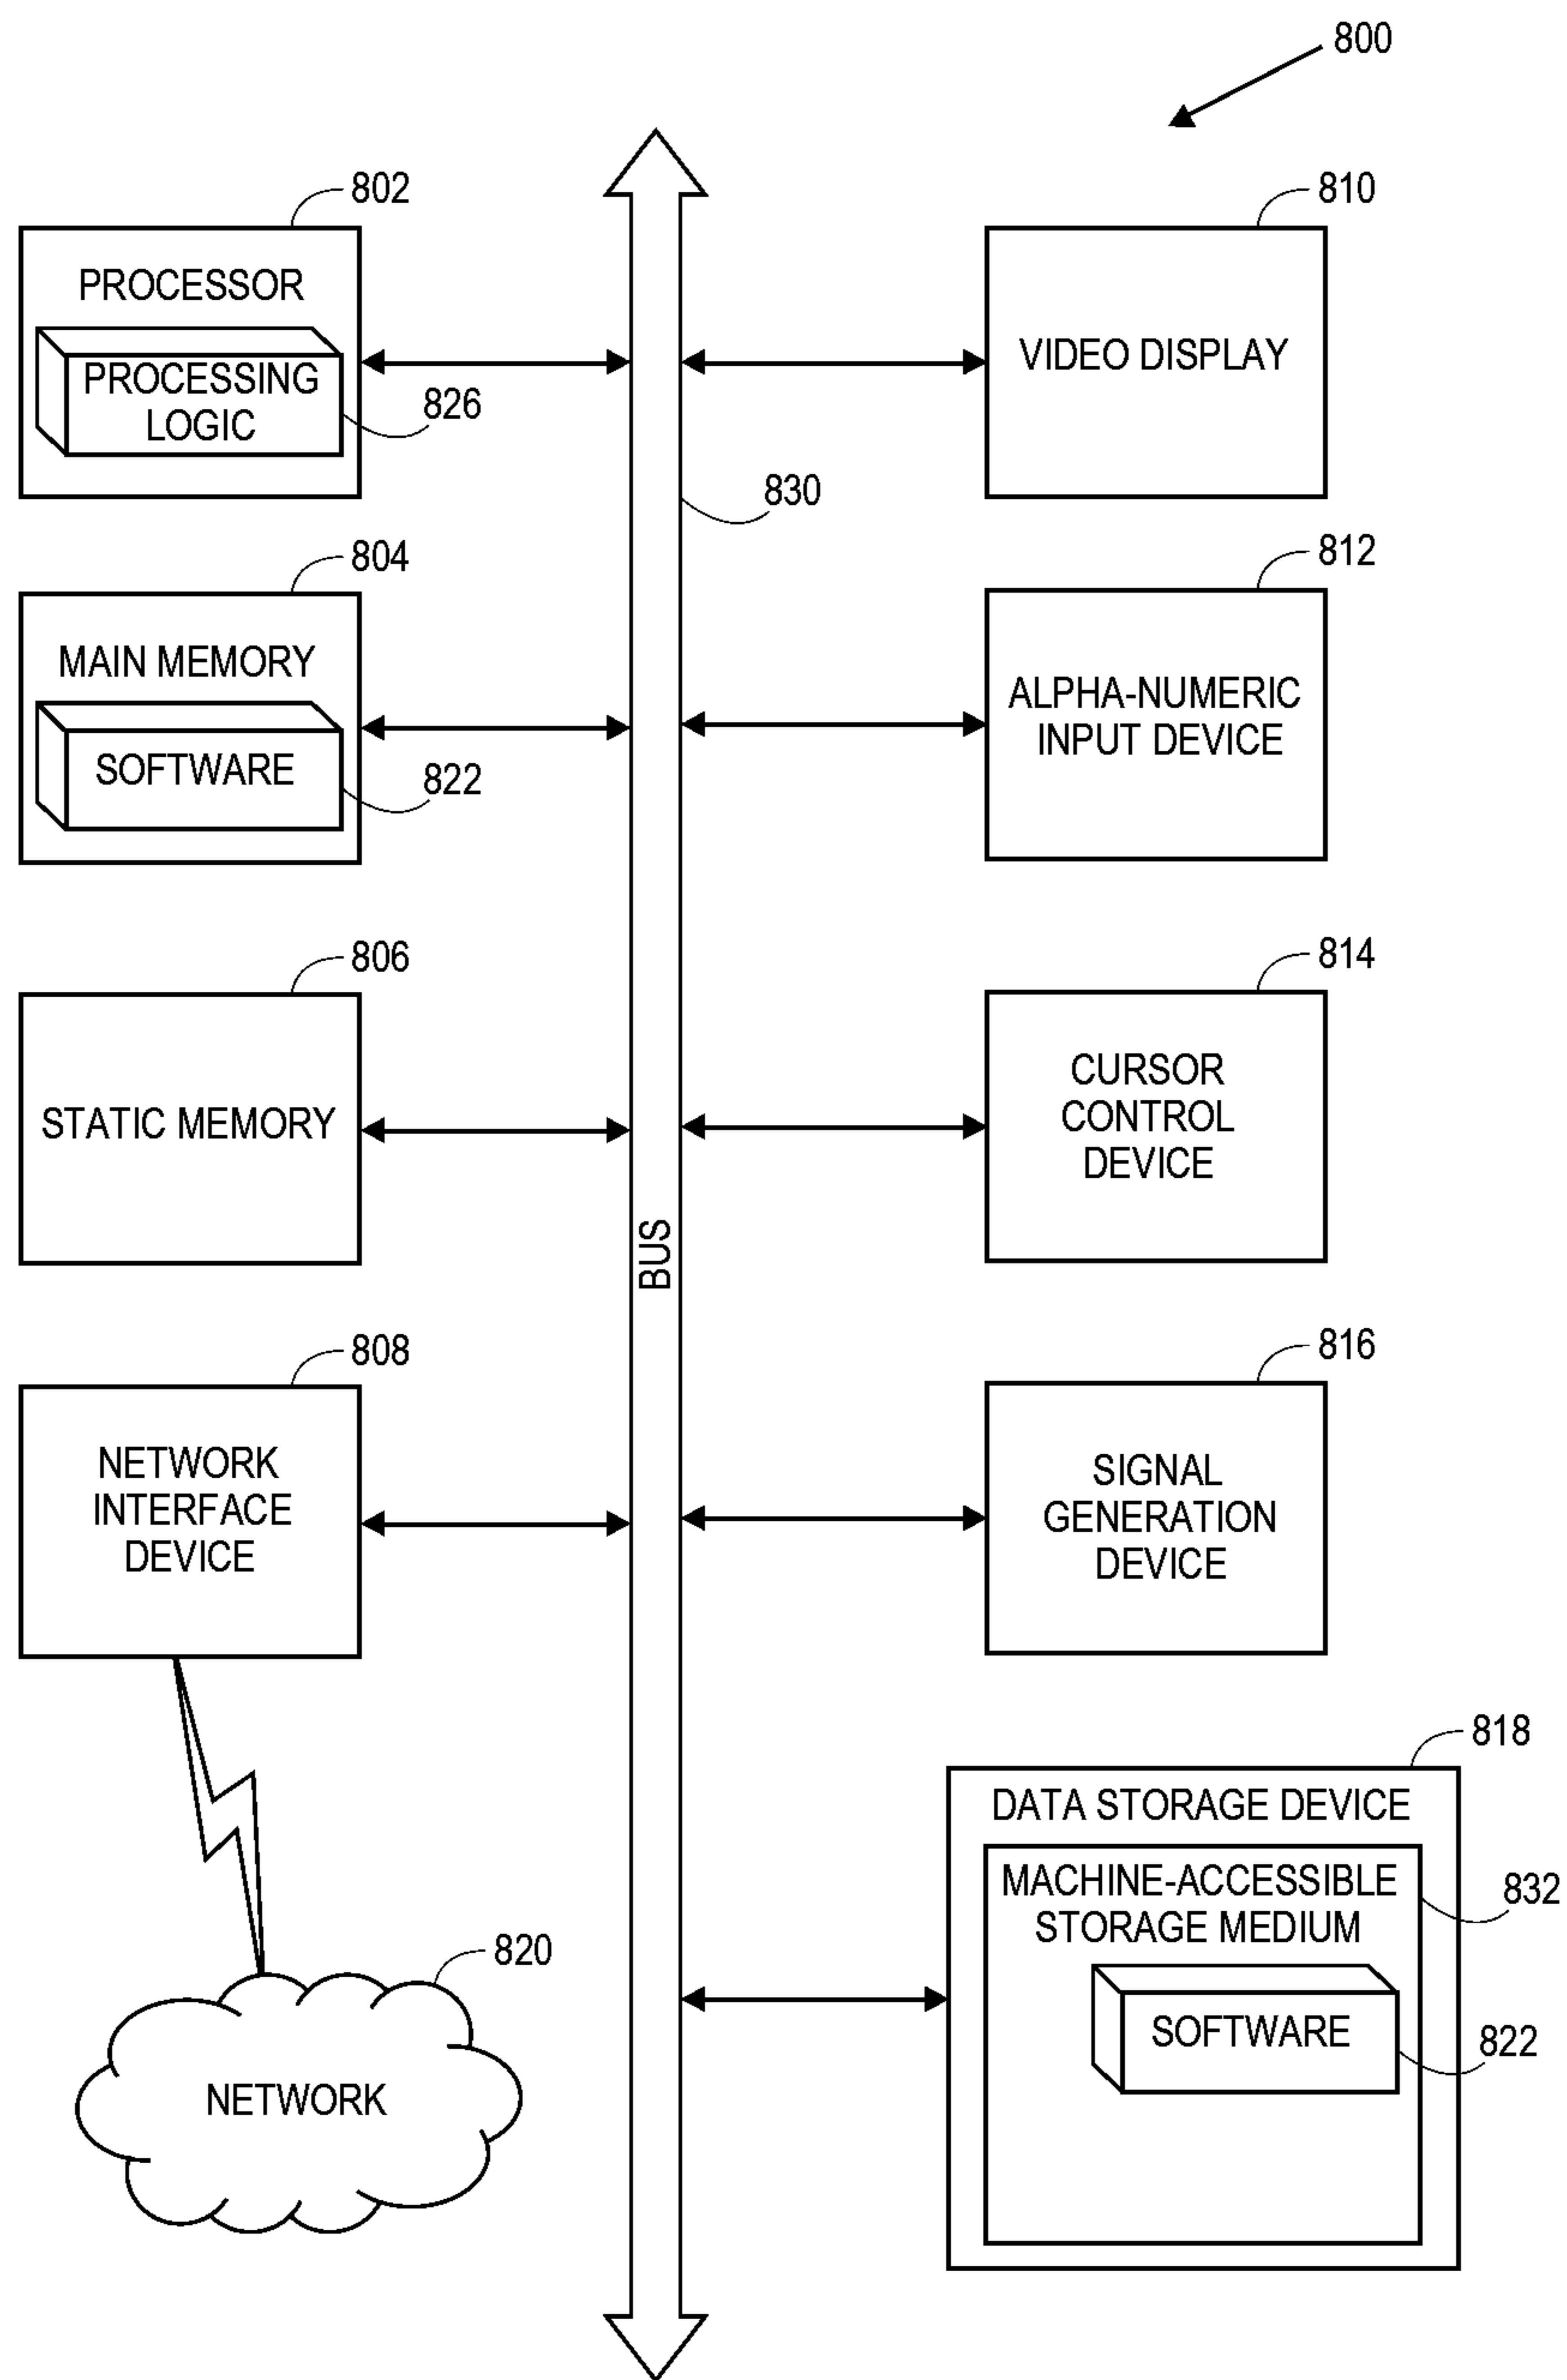 800
802
PROCESSOR
PROCESSING
LOGIC
826
804
MAIN MEMORY
SOFTWARE
822
806
STATIC MEMORY
808
NETWORK
INTERFACE
DEVICE
820
NETWORK
830
BUS
810
VIDEO DISPLAY
812
ALPHA-NUMERIC
INPUT DEVICE
814
CURSOR
CONTROL
DEVICE
816
SIGNAL
GENERATION
DEVICE
818
DATA STORAGE DEVICE
MACHINE-ACCESSIBLE
STORAGE MEDIUM
832
SOFTWARE
822